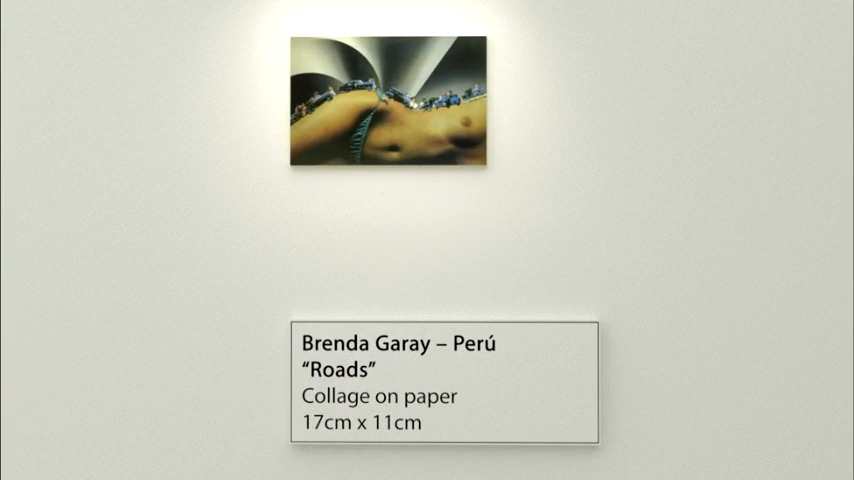 Brenda Garay – Perú
“Roads”
Collage on paper
17cm x 11cm